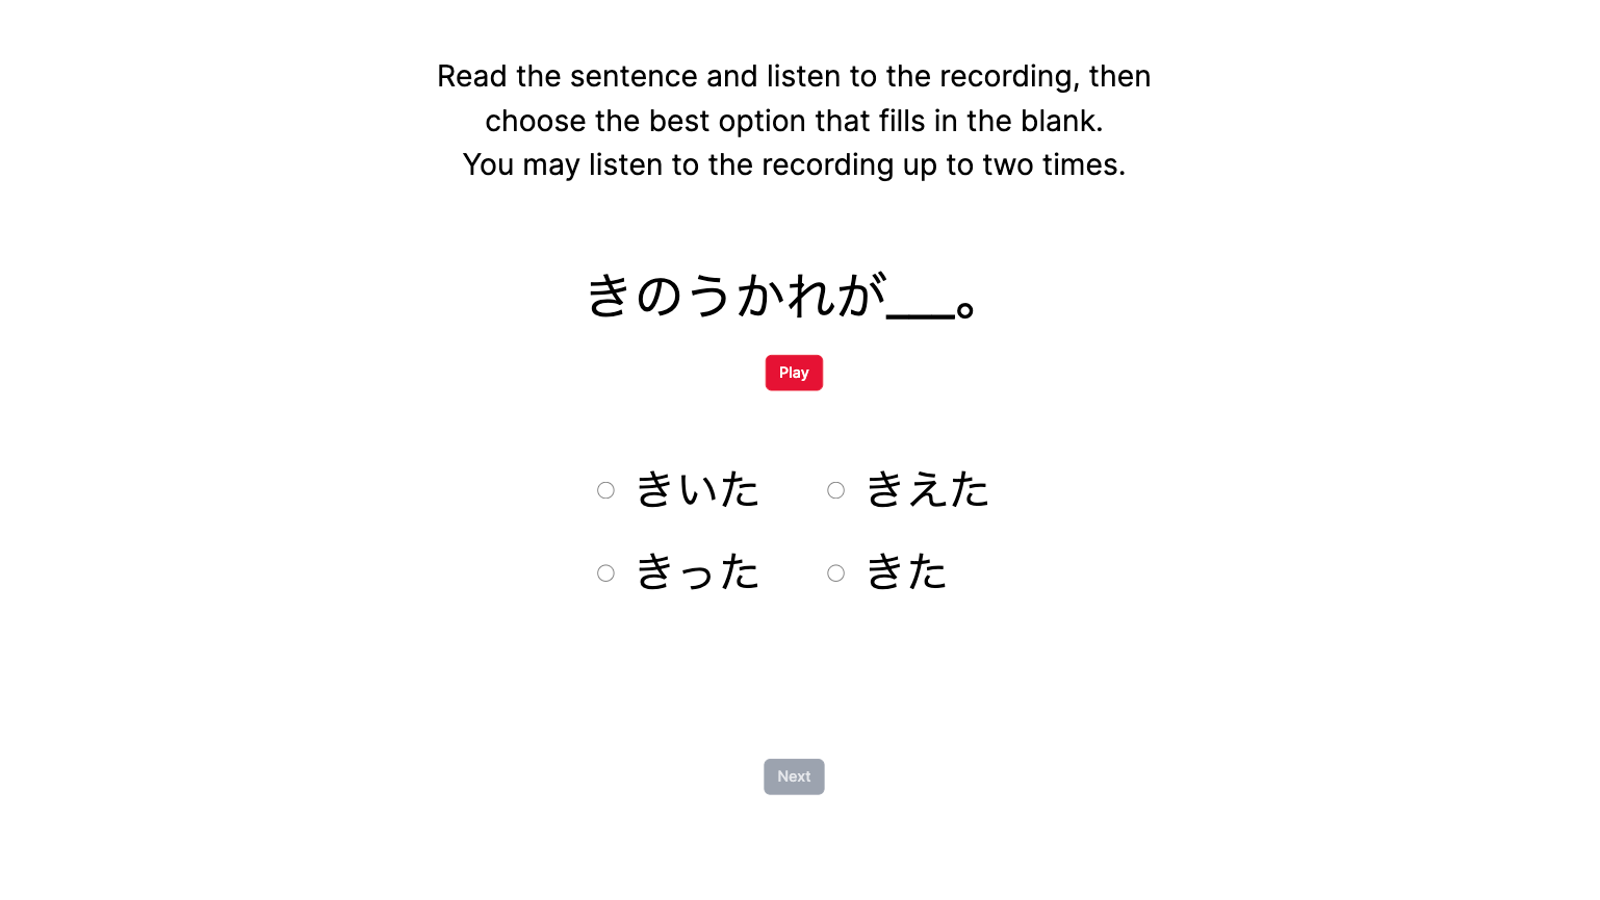 Read the sentence and listen to the recording, then
choose the best option that fills in the blank.
You may listen to the recording up to two times.
きのうかれが___。
Play
きいた きえた
きった きた
Next